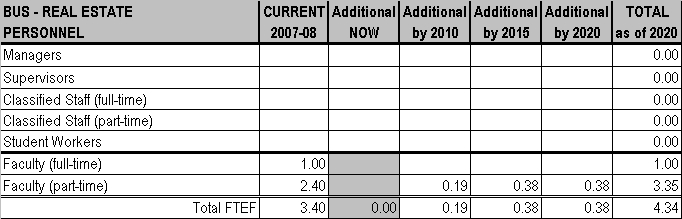 BUS - REAL ESTATE CURRENT Additional Additional Additional Additional TOTAL
PERSONNEL 2007-08 NOW by 2010 by 2015 by 2020 as of 2020
Managers 0.00
Supervisors 0.00
Classified Staff (full-time) 0.00
Classified Staff (part-time) 0.00
Student Workers 0.00
Faculty (full-time) 1.00 1.00
Faculty (part-time) 2.40 0.19 0.38 0.38 3.35
Total FTEF 3.40 0.00 0.19 0.38 0.38 4.34